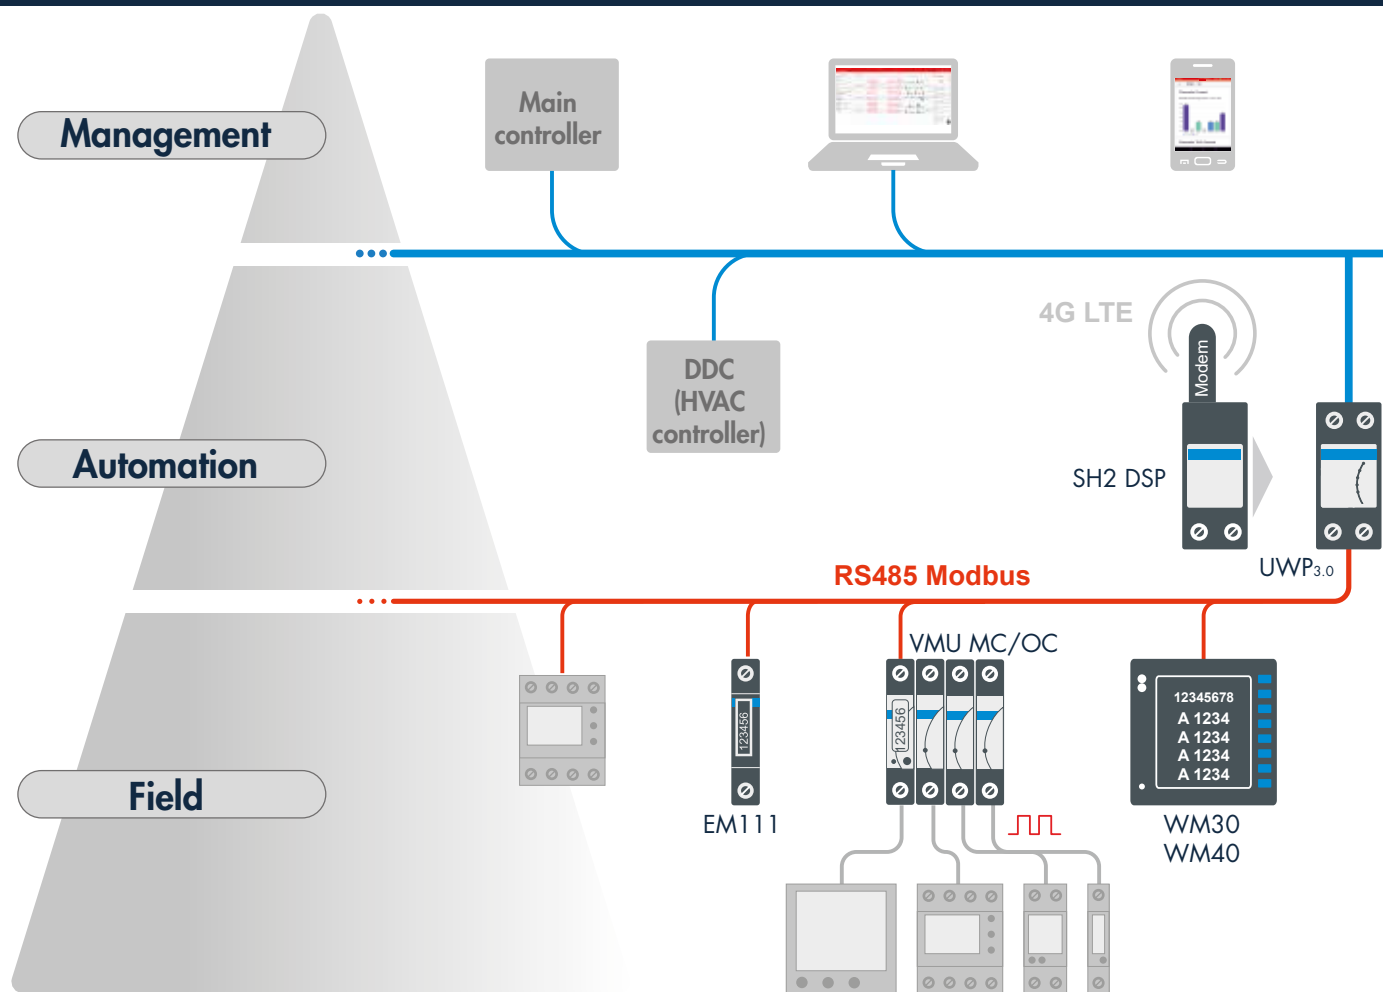 Management
Main
controller
4G LTE
Modem
DDC
(HVAC
controller)
Automation
SH2 DSP
UWP3.0
RS485 Modbus
VMU MC/OC
12345678
A 1234
A 1234
A 1234
A 1234
123456
123456
Field
EM111
WM30
WM40